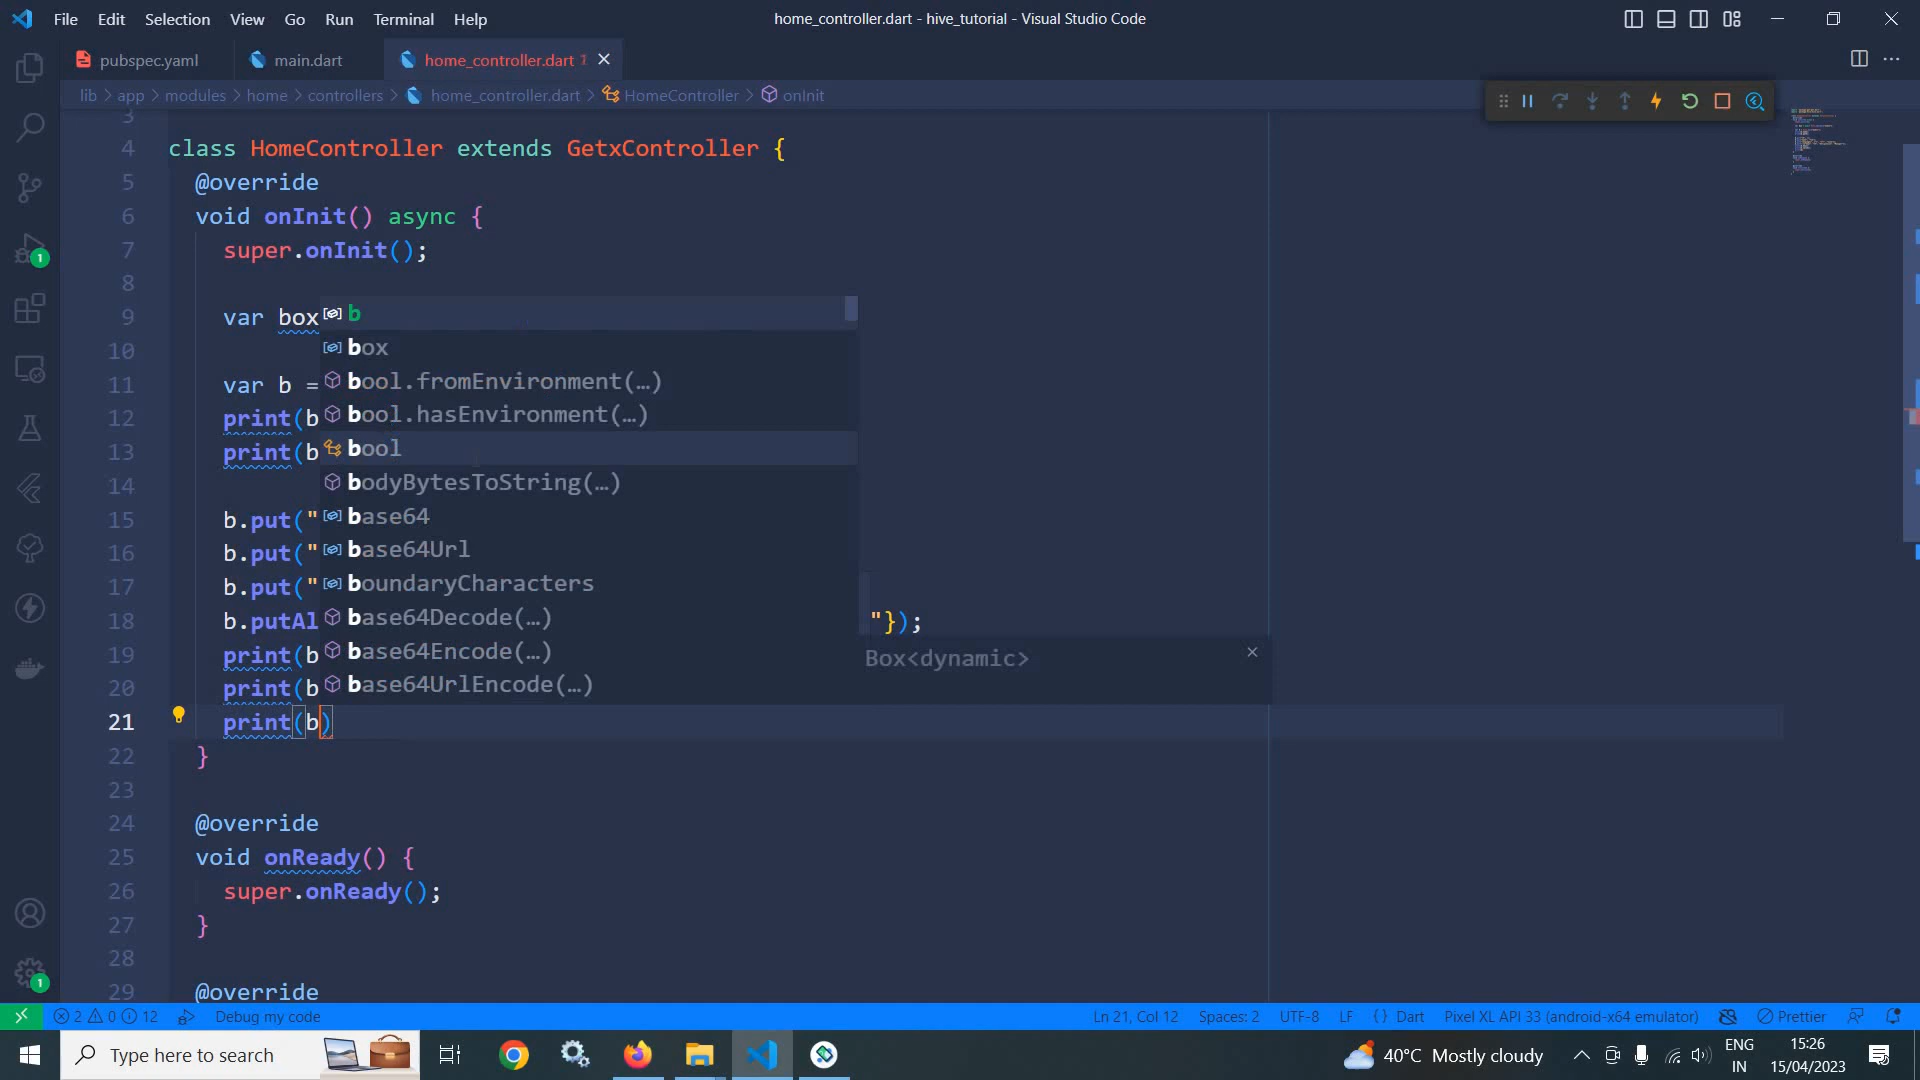 File Edit Selection View Go Run Terminal Help
home_controller.dart - hive_tutorial - Visual Studio Code
pubspec.yaml
main.dart
home_controller.dart 1
lib > app > modules > home > controllers > home_controller.dart > HomeController > onInit
3
4 class HomeController extends GetxController {
5 @override
6 void onInit() async {
7 super.onInit();
8
9 var box
10
11 var b =
12 print(b
13 print(b
14
15 b.put("
16 b.put("
17 b.put("
18 b.putAl "});
19 print(b
20 print(b
21 print(b)
22 }
23
24 @override
25 void onReady() {
26 super.onReady();
27 }
28
29 @override
b
box
bool.fromEnvironment(…)
bool.hasEnvironment(…)
bool
bodyBytesToString(…)
base64
base64Url
boundaryCharacters
base64Decode(…)
base64Encode(…)
base64UrlEncode(…)
Box<dynamic>
1
1
2 0 12 Debug my code
Ln 21, Col 12 Spaces: 2 UTF-8 LF {} Dart Pixel XL API 33 (android-x64 emulator) Prettier
Type here to search
40°C Mostly cloudy
ENG
IN
15:26
15/04/2023